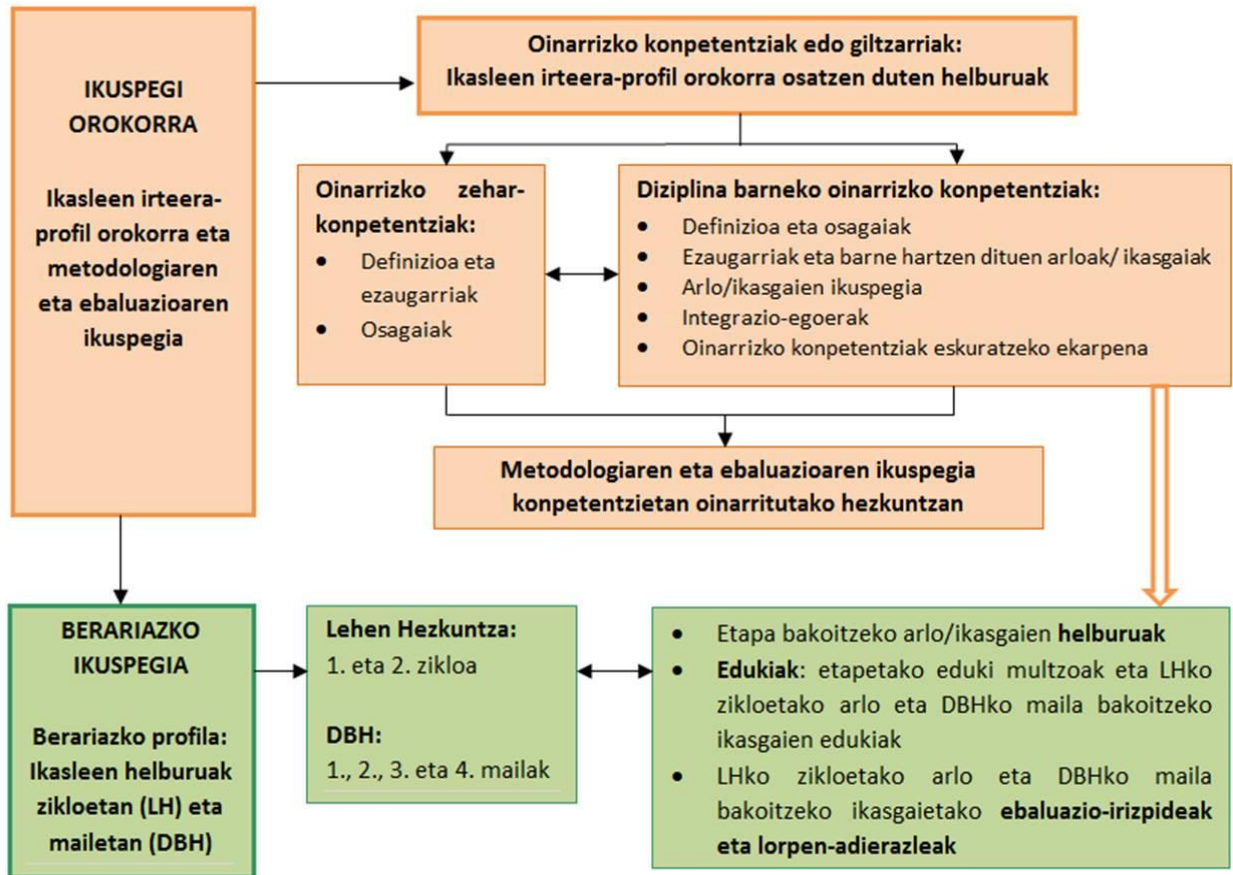 IKUSPEGI
OROKORRA
Ikasleen irteera-
profil orokorra eta
metodologiaren
eta ebaluazioaren
ikuspegia
Oinarrizko konpetentziak edo giltzarriak:
Ikasleen irteera-profil orokorra osatzen duten helburuak
Oinarrizko zehar-
konpetentziak:
• Definizioa eta
ezaugarriak
• Osagaiak
Diziplina barneko oinarrizko konpetentziak:
• Definizioa eta osagaiak
• Ezaugarriak eta barne hartzen dituen arloak/ ikasgaiak
• Arlo/ikasgaien ikuspegia
• Integrazio-egoerak
• Oinarrizko konpetentziak eskuratzeko ekarpena
Metodologiaren eta ebaluazioaren ikuspegia
konpetentzietan oinarritutako hezkuntzan
BERARIAZKO
IKUSPEGIA
Berariazko profila:
Ikasleen helburuak
zikloetan (LH) eta
mailetan (DBH)
Lehen Hezkuntza:
1. eta 2. zikloa
DBH:
1., 2., 3. eta 4. mailak
• Etapa bakoitzeko arlo/ikasgaien helburuak
• Edukiak: etapetako eduki multzoak eta LHko
zikloetako arlo eta DBHko maila bakoitzeko
ikasgaien edukiak
• LHko zikloetako arlo eta DBHko maila
bakoitzeko ikasgaietako ebaluazio-irizpideak
eta lorpen-adierazleak